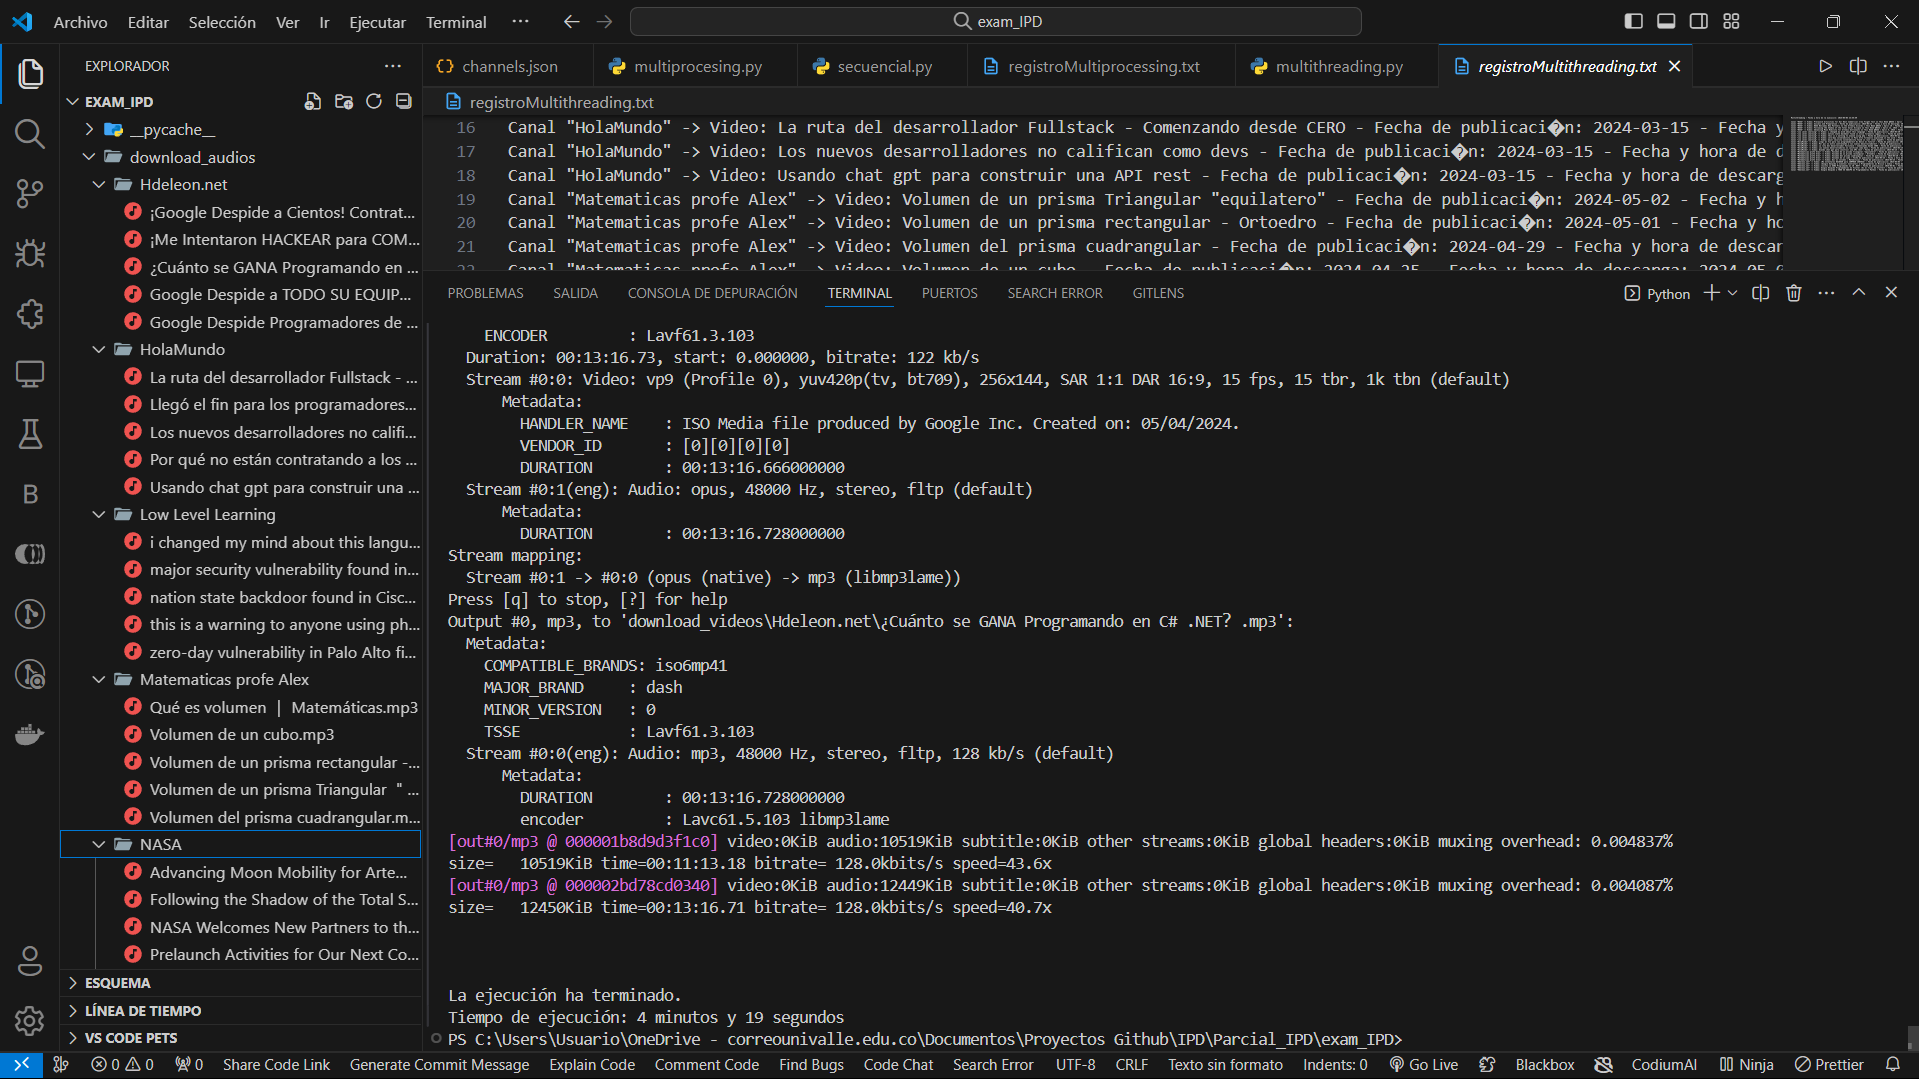 Archivo Editar Selección Ver Ir Ejecutar Terminal ··· exam_IPD
EXPLORADOR ···
EXAM_IPD
__pycache__
download_audios
Hdeleon.net
¡Google Despide a Cientos! Contrat...
¡Me Intentaron HACKEAR para COM...
¿Cuánto se GANA Programando en ...
Google Despide a TODO SU EQUIP...
Google Despide Programadores de ...
HolaMundo
La ruta del desarrollador Fullstack - ...
Llegó el fin para los programadores...
Los nuevos desarrolladores no califi...
Por qué no están contratando a los ...
Usando chat gpt para construir una ...
Low Level Learning
i changed my mind about this langu...
major security vulnerability found in...
nation state backdoor found in Cisc...
this is a warning to anyone using ph...
zero-day vulnerability in Palo Alto fi...
Matematicas profe Alex
Qué es volumen | Matemáticas.mp3
Volumen de un cubo.mp3
Volumen de un prisma rectangular -...
Volumen de un prisma Triangular " ...
Volumen del prisma cuadrangular.m...
NASA
Advancing Moon Mobility for Arte...
Following the Shadow of the Total S...
NASA Welcomes New Partners to th...
Prelaunch Activities for Our Next Co...
ESQUEMA
LÍNEA DE TIEMPO
VS CODE PETS
channels.json multiprocesing.py secuencial.py registroMultiprocessing.txt multithreading.py registroMultithreading.txt
registroMultithreading.txt
16 Canal "HolaMundo" -> Video: La ruta del desarrollador Fullstack - Comenzando desde CERO - Fecha de publicaci�n: 2024-03-15 - Fecha y
17 Canal "HolaMundo" -> Video: Los nuevos desarrolladores no califican como devs - Fecha de publicaci�n: 2024-03-15 - Fecha y hora de d
18 Canal "HolaMundo" -> Video: Usando chat gpt para construir una API rest - Fecha de publicaci�n: 2024-03-15 - Fecha y hora de descarg
19 Canal "Matematicas profe Alex" -> Video: Volumen de un prisma Triangular "equilatero" - Fecha de publicaci�n: 2024-05-02 - Fecha y h
20 Canal "Matematicas profe Alex" -> Video: Volumen de un prisma rectangular - Ortoedro - Fecha de publicaci�n: 2024-05-01 - Fecha y ho
21 Canal "Matematicas profe Alex" -> Video: Volumen del prisma cuadrangular - Fecha de publicaci�n: 2024-04-29 - Fecha y hora de descar
22 Canal "Matematicas profe Alex" -> Video: Volumen de un cubo - Fecha de publicaci�n: 2024-04-25 - Fecha y hora de descarga: 2024-05-0
PROBLEMAS SALIDA CONSOLA DE DEPURACIÓN TERMINAL PUERTOS SEARCH ERROR GITLENS Python
ENCODER : Lavf61.3.103
Duration: 00:13:16.73, start: 0.000000, bitrate: 122 kb/s
Stream #0:0: Video: vp9 (Profile 0), yuv420p(tv, bt709), 256x144, SAR 1:1 DAR 16:9, 15 fps, 15 tbr, 1k tbn (default)
Metadata:
HANDLER_NAME : ISO Media file produced by Google Inc. Created on: 05/04/2024.
VENDOR_ID : [0][0][0][0]
DURATION : 00:13:16.666000000
Stream #0:1(eng): Audio: opus, 48000 Hz, stereo, fltp (default)
Metadata:
DURATION : 00:13:16.728000000
Stream mapping:
Stream #0:1 -> #0:0 (opus (native) -> mp3 (libmp3lame))
Press [q] to stop, [?] for help
Output #0, mp3, to 'download_videos\Hdeleon.net\¿Cuánto se GANA Programando en C# .NET? .mp3':
Metadata:
COMPATIBLE_BRANDS: iso6mp41
MAJOR_BRAND : dash
MINOR_VERSION : 0
TSSE : Lavf61.3.103
Stream #0:0(eng): Audio: mp3, 48000 Hz, stereo, fltp, 128 kb/s (default)
Metadata:
DURATION : 00:13:16.728000000
encoder : Lavc61.5.103 libmp3lame
[out#0/mp3 @ 000001b8d9d3f1c0] video:0KiB audio:10519KiB subtitle:0KiB other streams:0KiB global headers:0KiB muxing overhead: 0.004837%
size= 10519KiB time=00:11:13.18 bitrate= 128.0kbits/s speed=43.6x
[out#0/mp3 @ 000002bd78cd0340] video:0KiB audio:12449KiB subtitle:0KiB other streams:0KiB global headers:0KiB muxing overhead: 0.004087%
size= 12450KiB time=00:13:16.71 bitrate= 128.0kbits/s speed=40.7x
La ejecución ha terminado.
Tiempo de ejecución: 4 minutos y 19 segundos
PS C:\Users\Usuario\OneDrive - correounivalle.edu.co\Documentos\Proyectos Github\IPD\Parcial_IPD\exam_IPD>
0 0 0 Share Code Link Generate Commit Message Explain Code Comment Code Find Bugs Code Chat Search Error UTF-8 CRLF Texto sin formato Indents: 0 Go Live Blackbox CodiumAI Ninja Prettier